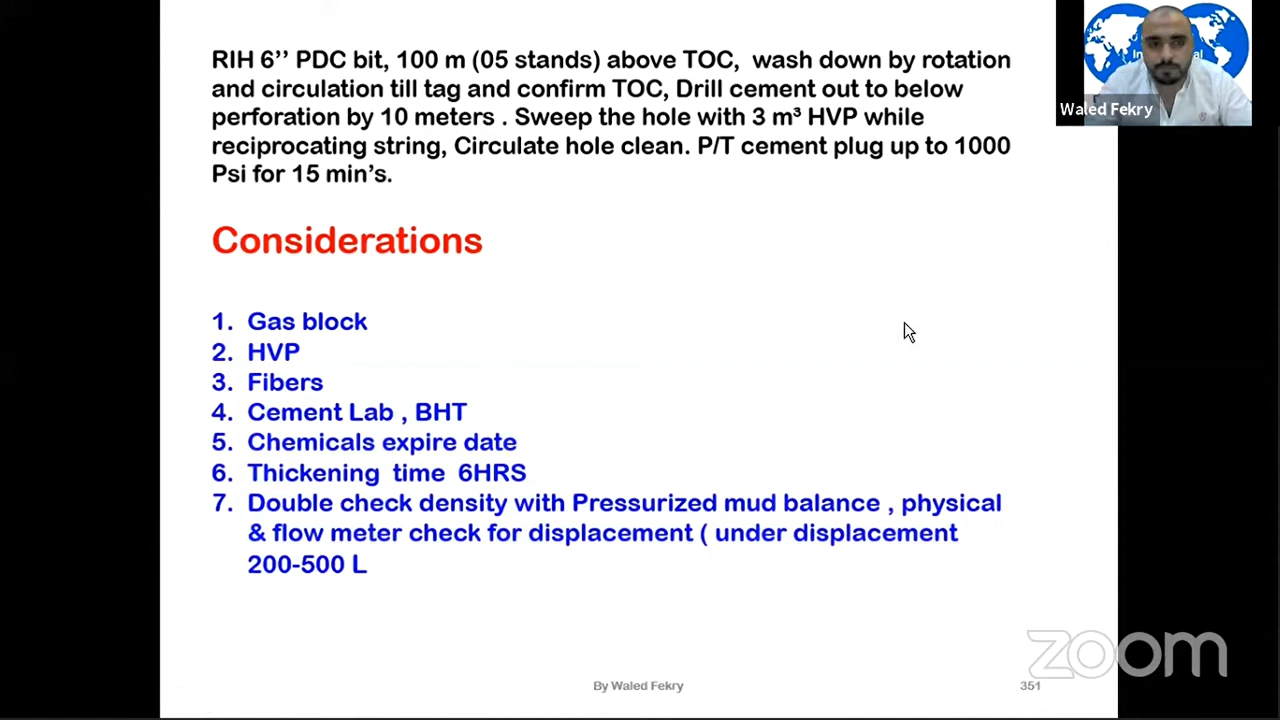 RIH 6’’ PDC bit, 100 m (05 stands) above TOC, wash down by rotation
and circulation till tag and confirm TOC, Drill cement out to below
perforation by 10 meters . Sweep the hole with 3 m³ HVP while
reciprocating string, Circulate hole clean. P/T cement plug up to 1000
Psi for 15 min’s.
Waled Fekry
Considerations
1. Gas block
2. HVP
3. Fibers
4. Cement Lab , BHT
5. Chemicals expire date
6. Thickening time 6HRS
7. Double check density with Pressurized mud balance , physical
& flow meter check for displacement ( under displacement
200-500 L
zoom
By Waled Fekry
351